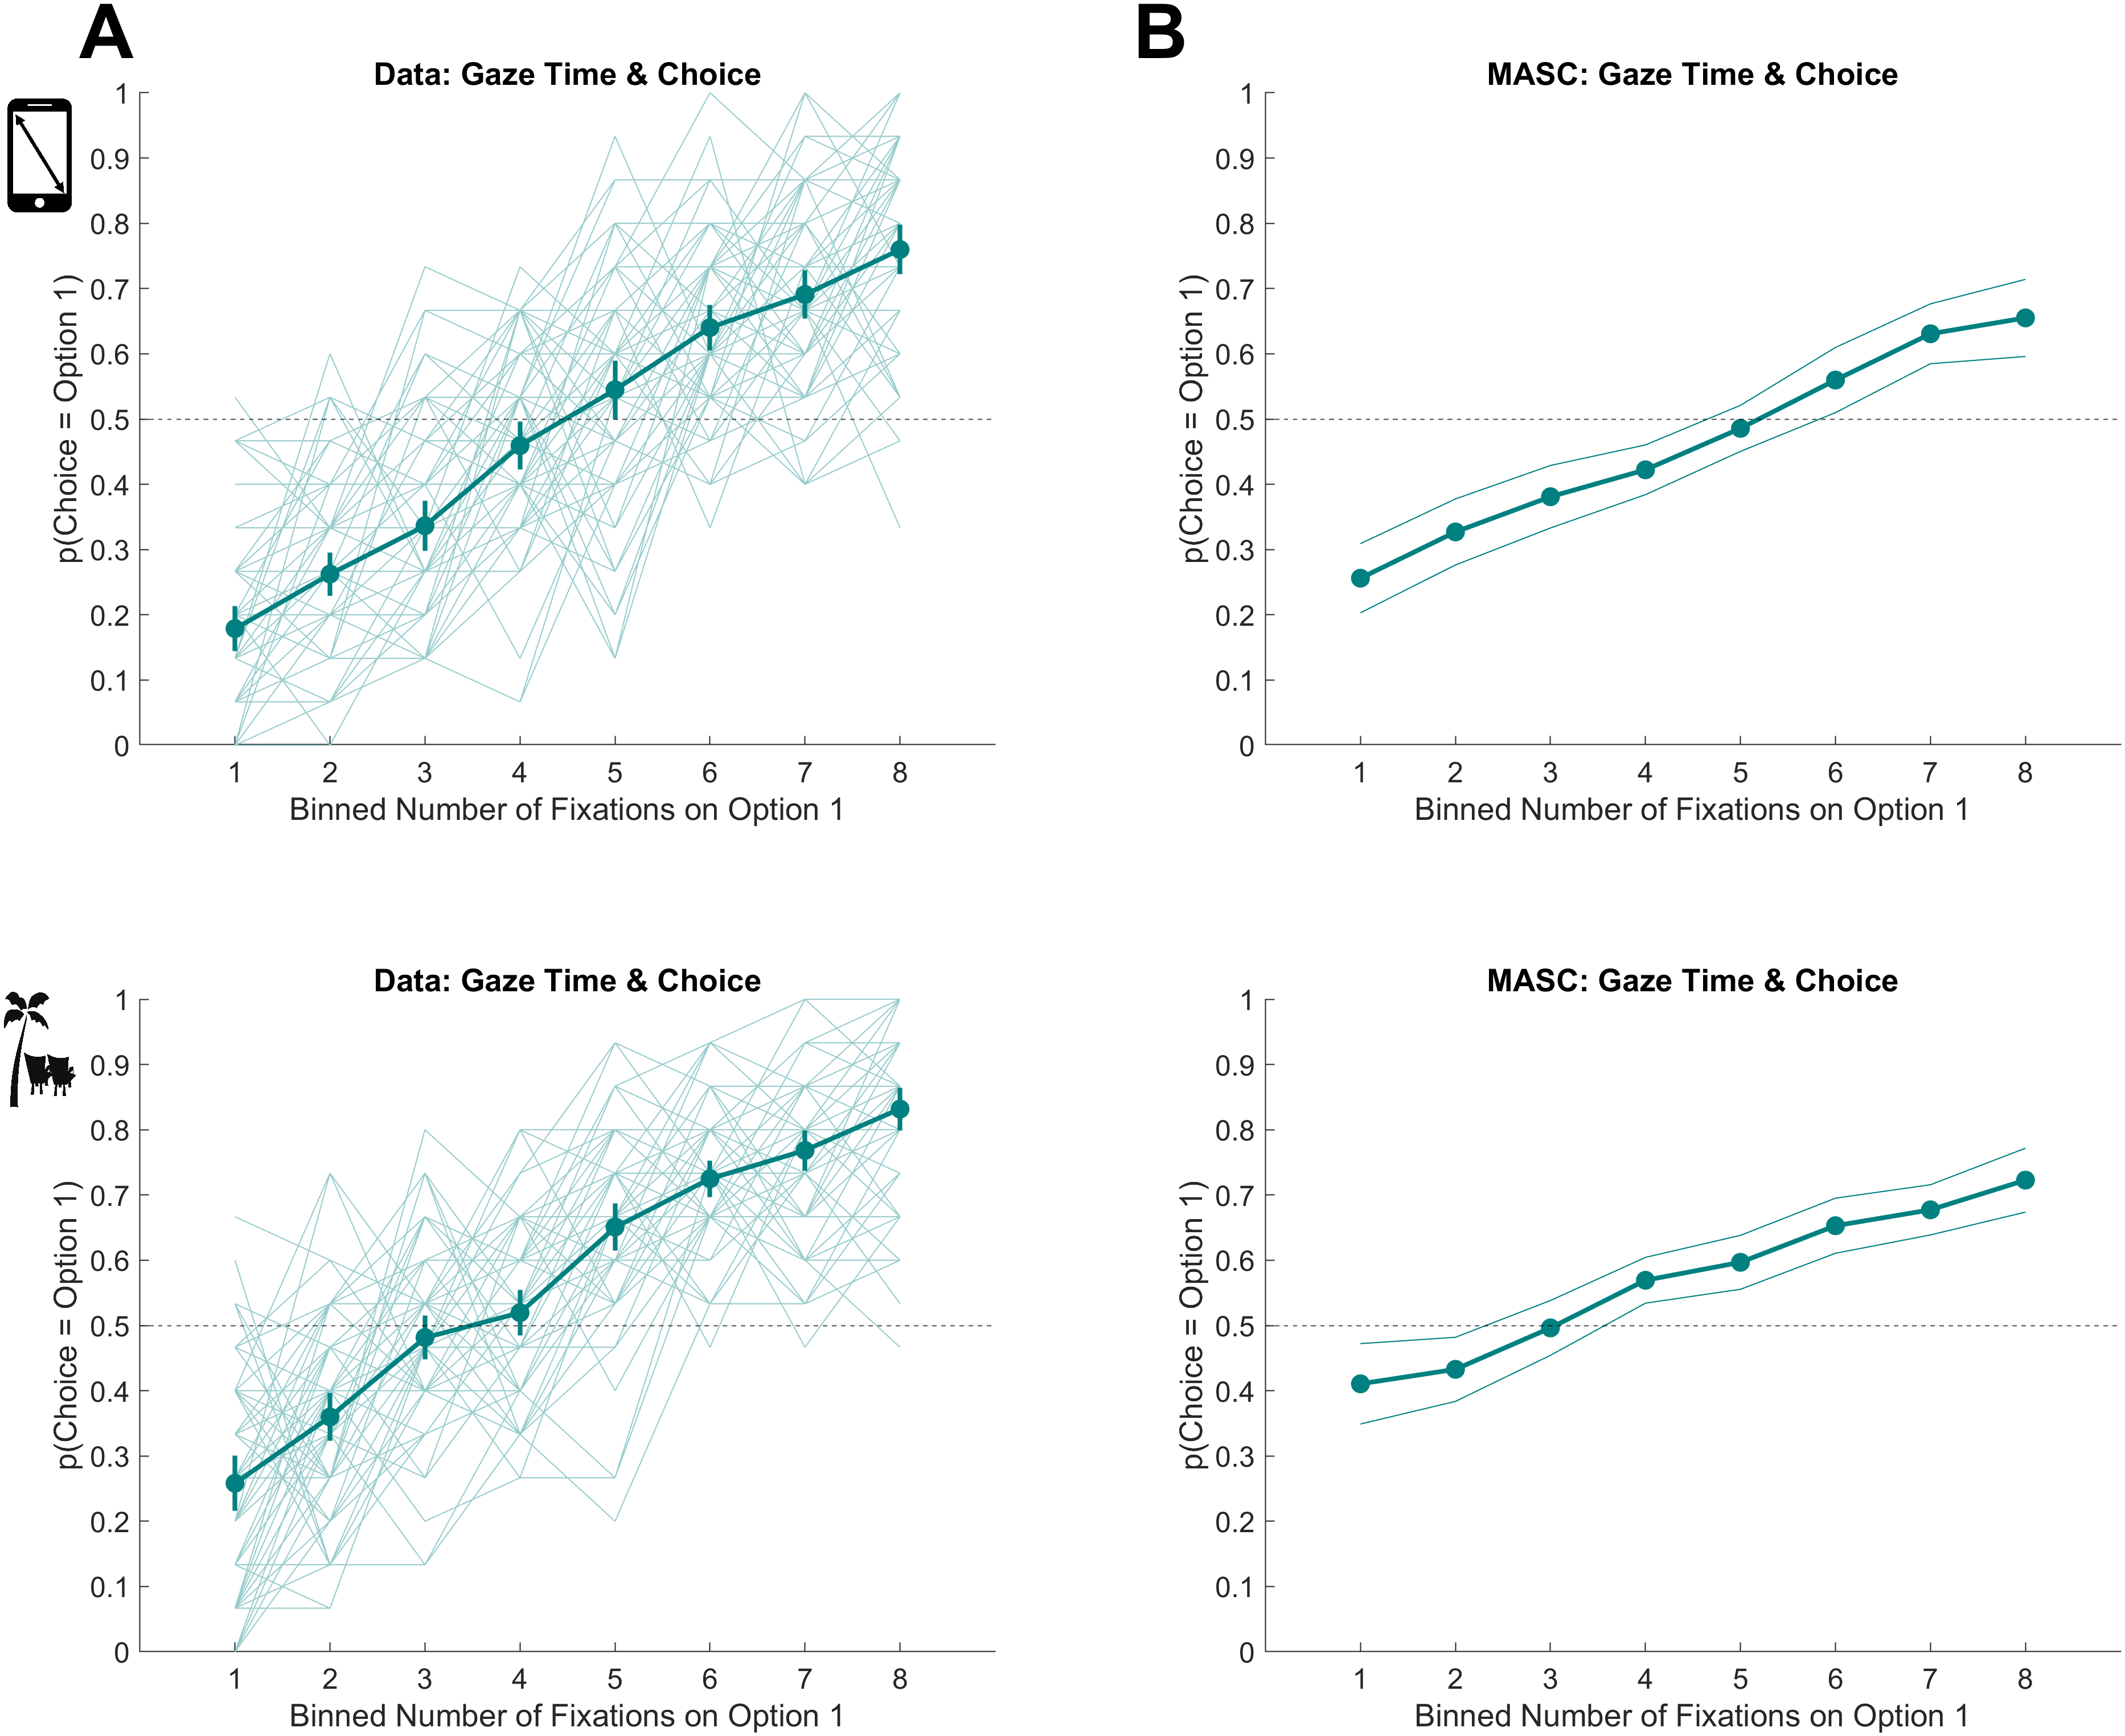 A
B
Data: Gaze Time & Choice
1
0.9
0.8
0.7
0.6
0.5
0.4
0.3
0.2
0.1
0
p(Choice = Option 1)
1 2 3 4 5 6 7 8
Binned Number of Fixations on Option 1
MASC: Gaze Time & Choice
1
0.9
0.8
0.7
0.6
0.5
0.4
0.3
0.2
0.1
0
p(Choice = Option 1)
1 2 3 4 5 6 7 8
Binned Number of Fixations on Option 1
Data: Gaze Time & Choice
1
0.9
0.8
0.7
0.6
0.5
0.4
0.3
0.2
0.1
0
p(Choice = Option 1)
1 2 3 4 5 6 7 8
Binned Number of Fixations on Option 1
MASC: Gaze Time & Choice
1
0.9
0.8
0.7
0.6
0.5
0.4
0.3
0.2
0.1
0
p(Choice = Option 1)
1 2 3 4 5 6 7 8
Binned Number of Fixations on Option 1